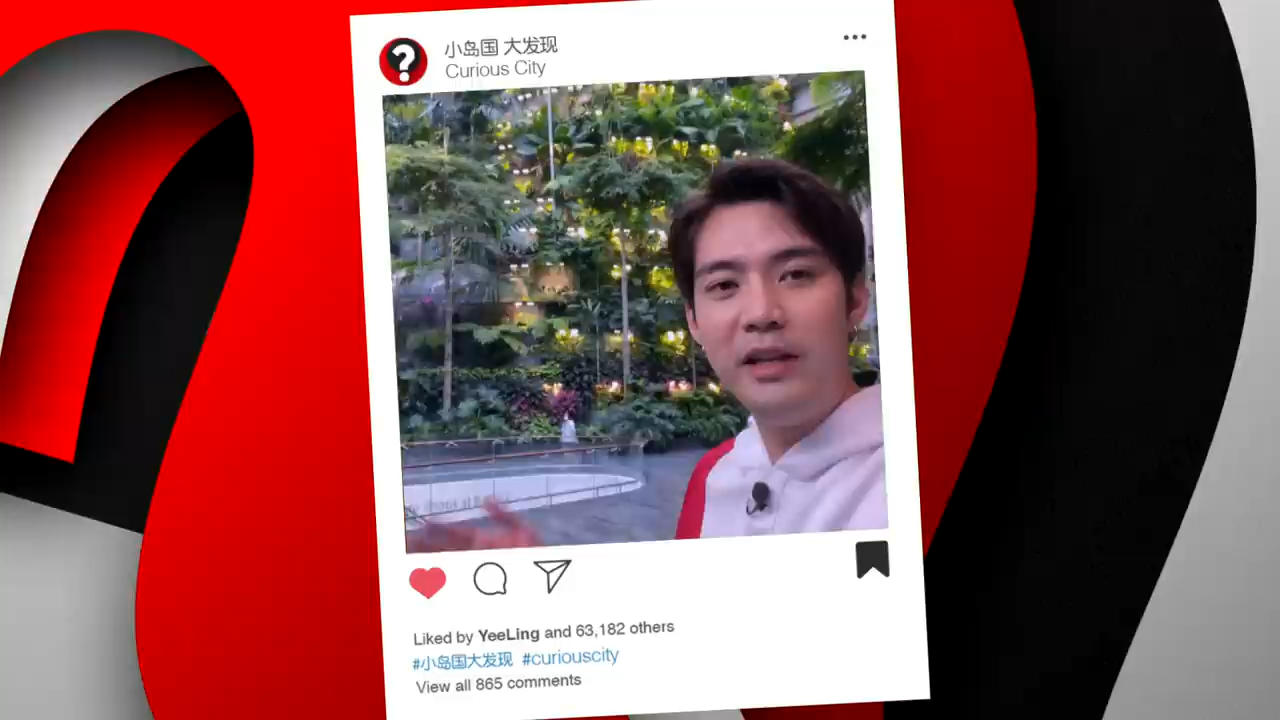 小岛国 大发现
Curious City
Liked by YeeLing and 63,182 others
#小岛国大发现 #curiouscity
View all 865 comments